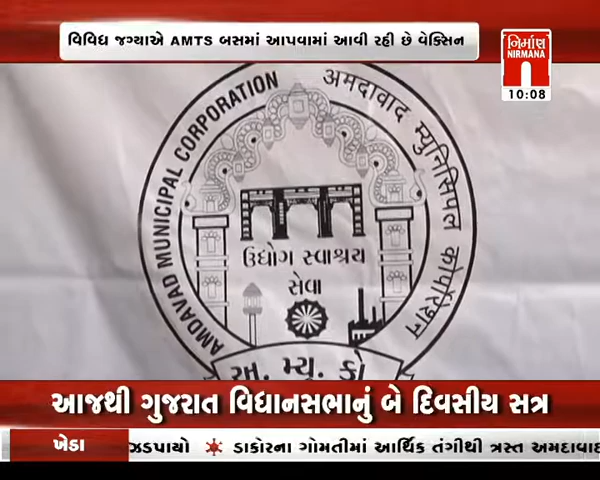 વિવિધ જગ્યાએ AMTS બસમાં આપવામાં આવી રહી છે વેક્સિન
નિર્માણ
NIRMANA
10:08
AMDAVAD MUNICIPAL CORPORATION
અમદાવાદ મ્યુનિસિપલ કોર્પોરેશન
ઉદ્યોગ સ્વાશ્રય
સેવા
અ. મ્યુ. કો
આજથી ગુજરાત વિધાનસભાનું બે દિવસીય સત્ર
ખેડા
ઝડપાયો
ડાકોરના ગોમતીમાં આર્થિક તંગીથી ત્રસ્ત અમદાવાદ